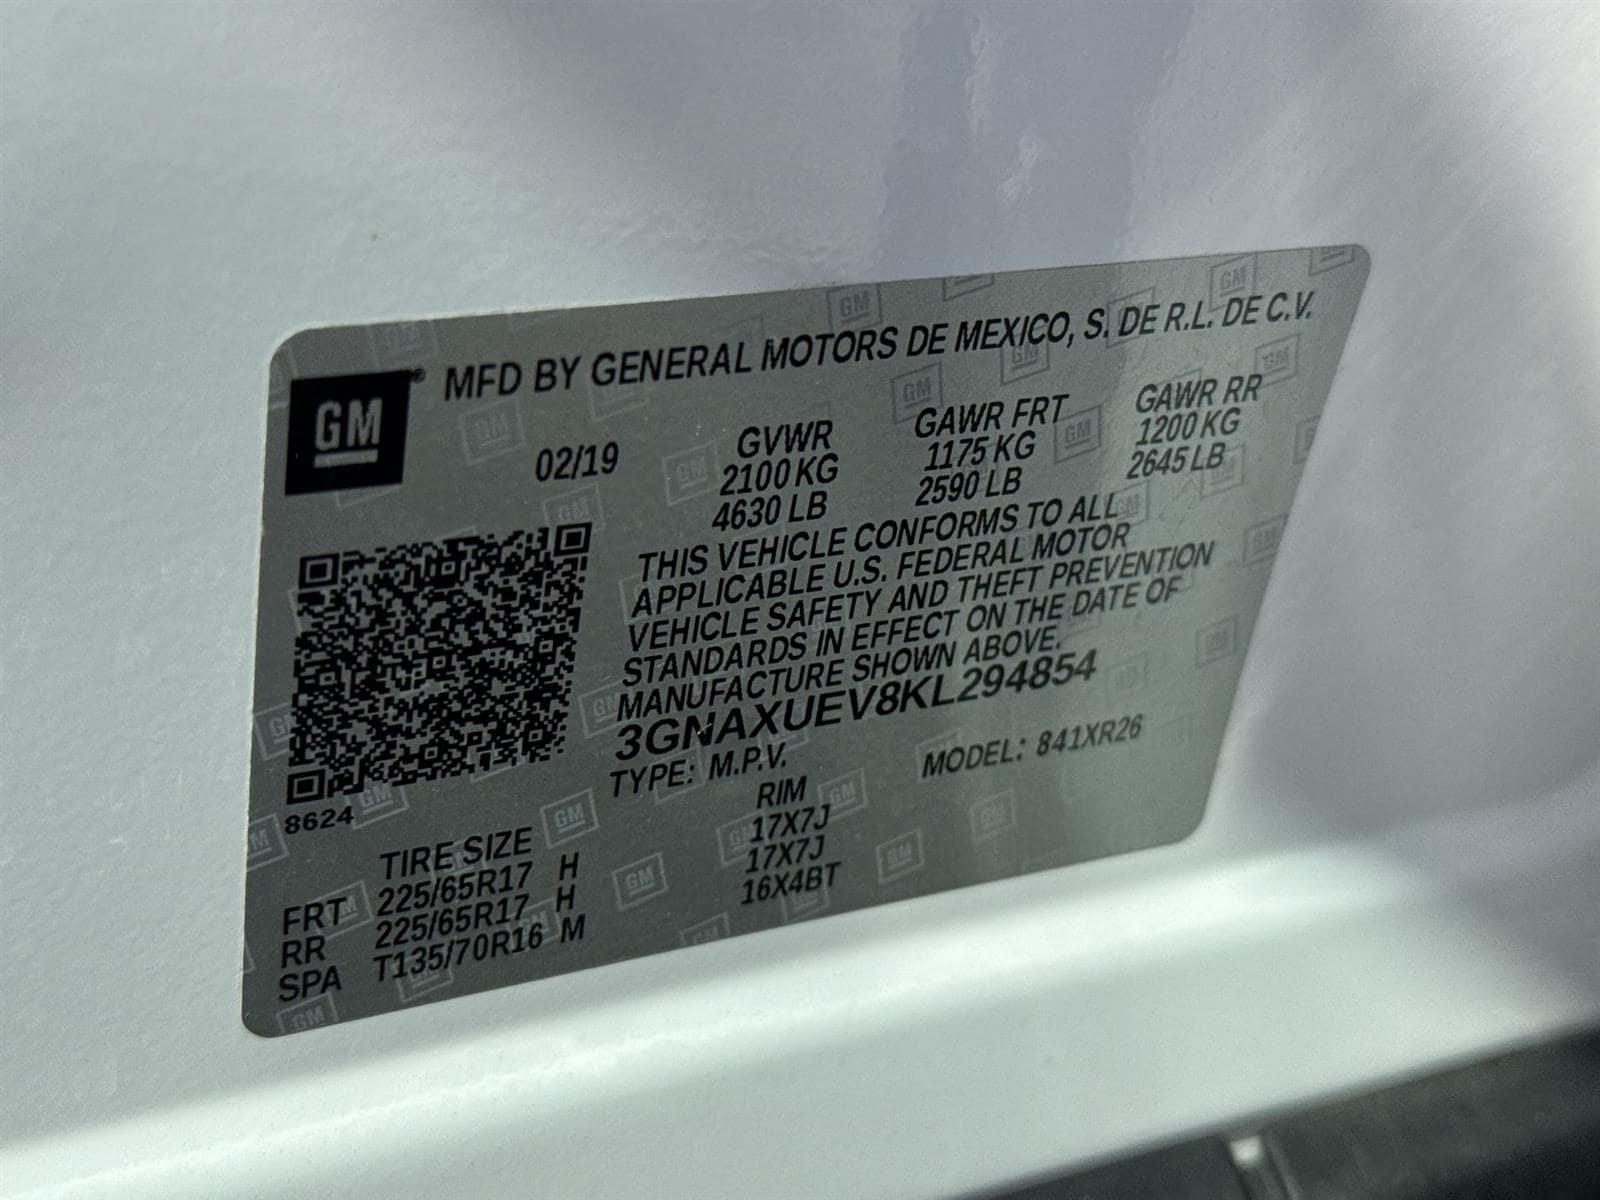 MFD BY GENERAL MOTORS DE MEXICO, S. DE R.L. DE C.V.
GM
02/19
GVWR GAWR FRT GAWR RR
2100 KG 1175 KG 1200 KG
4630 LB 2590 LB 2645 LB
THIS VEHICLE CONFORMS TO ALL
APPLICABLE U.S. FEDERAL MOTOR
VEHICLE SAFETY AND THEFT PREVENTION
STANDARDS IN EFFECT ON THE DATE OF
MANUFACTURE SHOWN ABOVE.
3GNAXUEV8KL294854
TYPE: M.P.V. MODEL: 841XR26
8624
TIRE SIZE RIM
FRT 225/65R17 H 17X7J
RR 225/65R17 H 17X7J
SPA T135/70R16 M 16X4BT